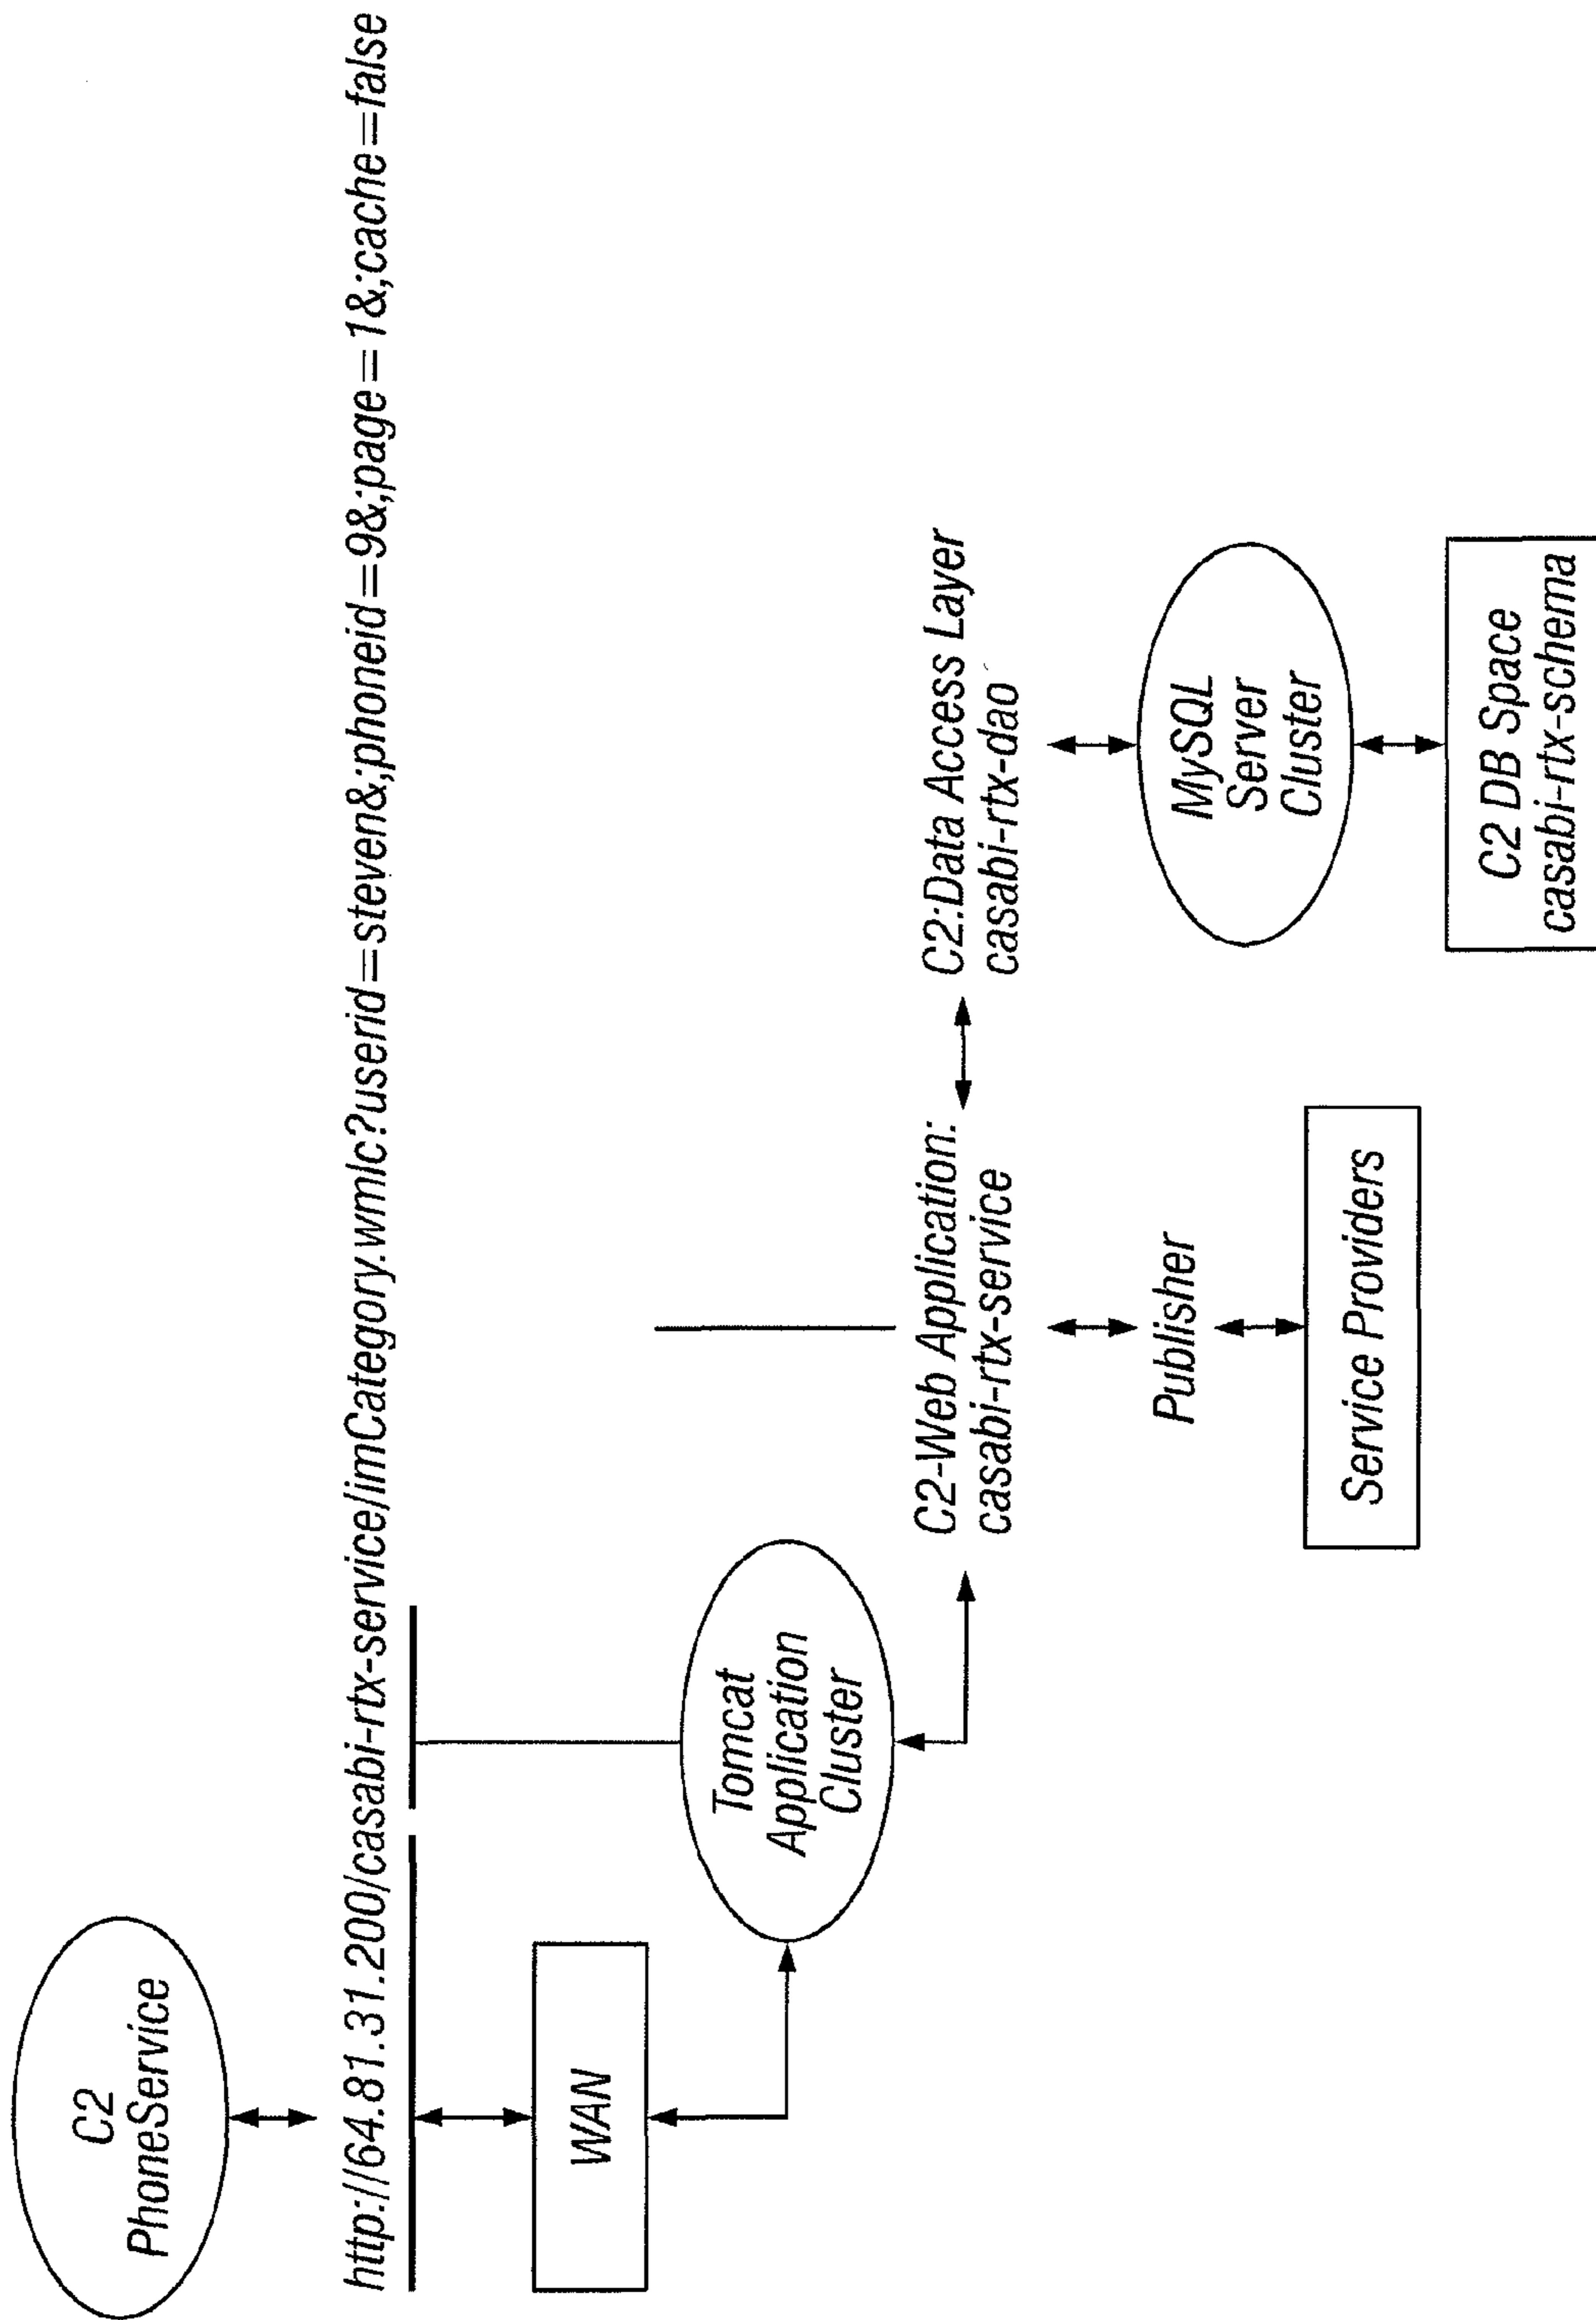 C2
PhoneService
http://64.81.31.200/casabi-rtx-service/imCategory.wmlc?userid=steven&;phoneid=9&;page=1&;cache=false
WAN
Tomcat
Application
Cluster
C2-Web Application:
casabi-rtx-service
C2:Data Access Layer
casabi-rtx-dao
Publisher
Service Providers
MySQL
Server
Cluster
C2 DB Space
casabi-rtx-schema